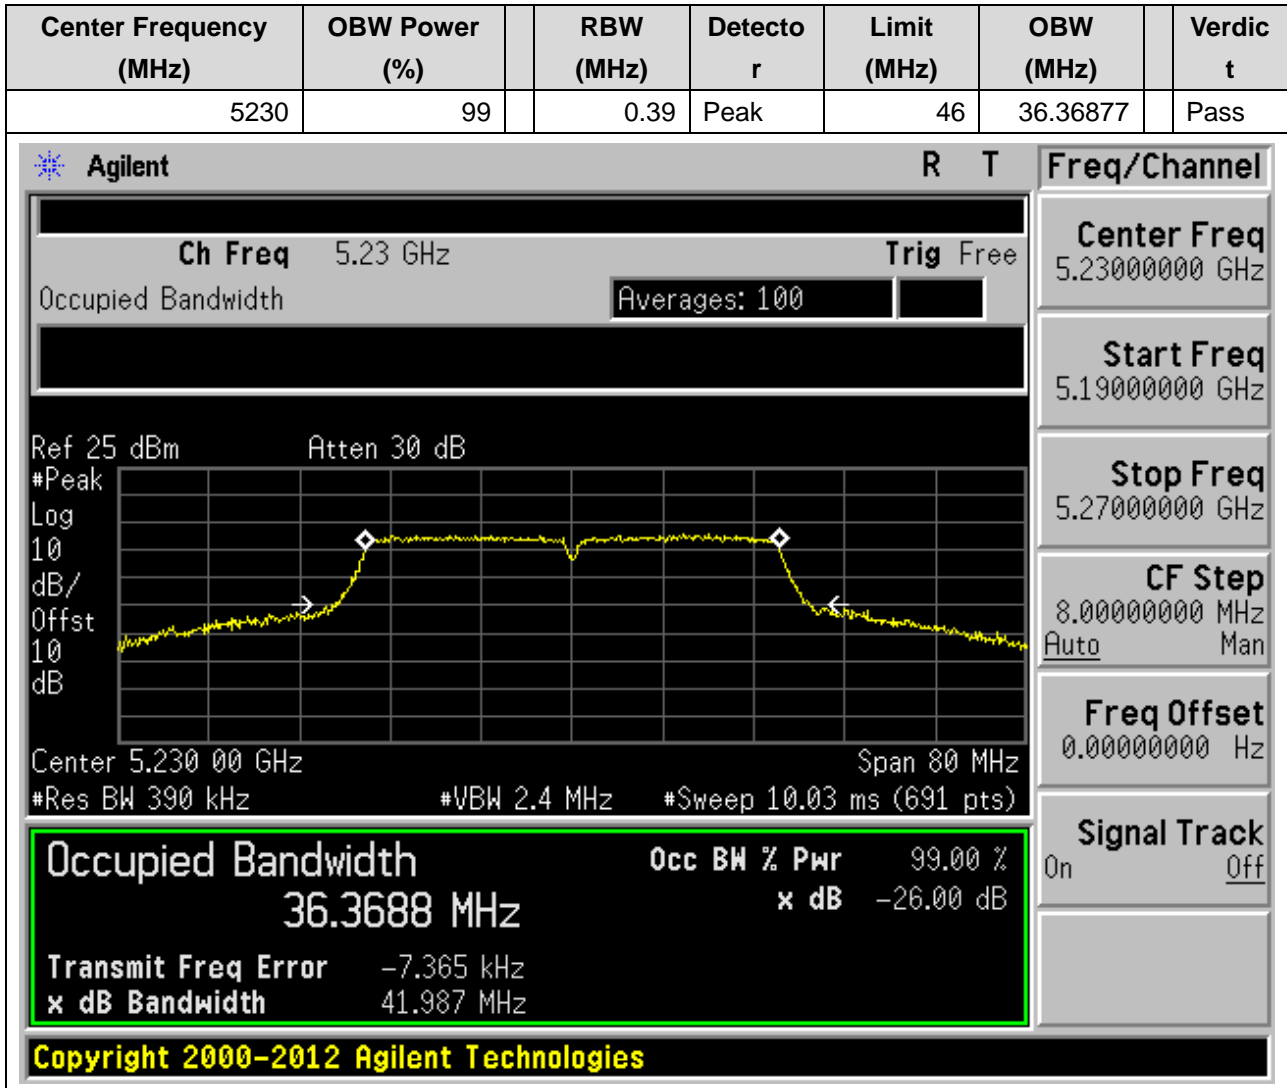 Center Frequency (MHz) OBW Power (%) RBW (MHz) Detecto r Limit (MHz) OBW (MHz) Verdic t
5230 99 0.39 Peak 46 36.36877 Pass
Agilent R T Freq/Channel
Ch Freq 5.23 GHz Trig Free
Occupied Bandwidth Averages: 100
Center Freq
5.23000000 GHz
Start Freq
5.19000000 GHz
Stop Freq
5.27000000 GHz
CF Step
8.00000000 MHz
Auto Man
Freq Offset
0.00000000 Hz
Signal Track
On Off
Ref 25 dBm Atten 30 dB
#Peak
Log
10
dB/
Offst
10
dB
Center 5.230 00 GHz Span 80 MHz
#Res BW 390 kHz #VBW 2.4 MHz #Sweep 10.03 ms (691 pts)
Occupied Bandwidth Occ BW % Pwr 99.00 %
36.3688 MHz x dB -26.00 dB
Transmit Freq Error -7.365 kHz
x dB Bandwidth 41.987 MHz
Copyright 2000-2012 Agilent Technologies